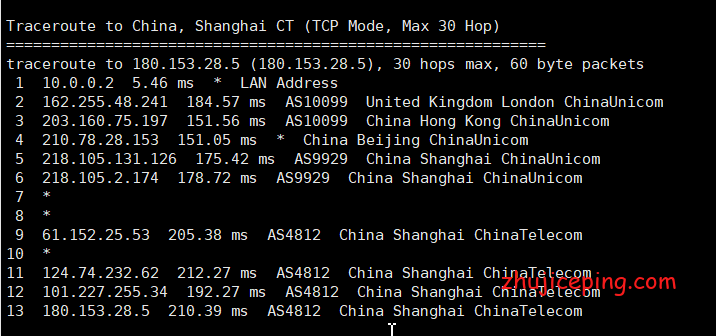 Traceroute to China, Shanghai CT (TCP Mode, Max 30 Hop)
============================================================
traceroute to 180.153.28.5 (180.153.28.5), 30 hops max, 60 byte packets
1 10.0.0.2 5.46 ms * LAN Address
2 162.255.48.241 184.57 ms AS10099 United Kingdom London ChinaUnicom
3 203.160.75.197 151.56 ms AS10099 China Hong Kong ChinaUnicom
4 210.78.28.153 151.05 ms * China Beijing ChinaUnicom
5 218.105.131.126 175.42 ms AS9929 China Shanghai ChinaUnicom
6 218.105.2.174 178.72 ms AS9929 China Shanghai ChinaUnicom
7 *
8 *
9 61.152.25.53 205.38 ms AS4812 China Shanghai ChinaTelecom
10 *
11 124.74.232.62 212.27 ms AS4812 China Shanghai ChinaTelecom
12 101.227.255.34 192.27 ms AS4812 China Shanghai ChinaTelecom
13 180.153.28.5 210.39 ms AS4812 China Shanghai ChinaTelecom
zhujiceping.com